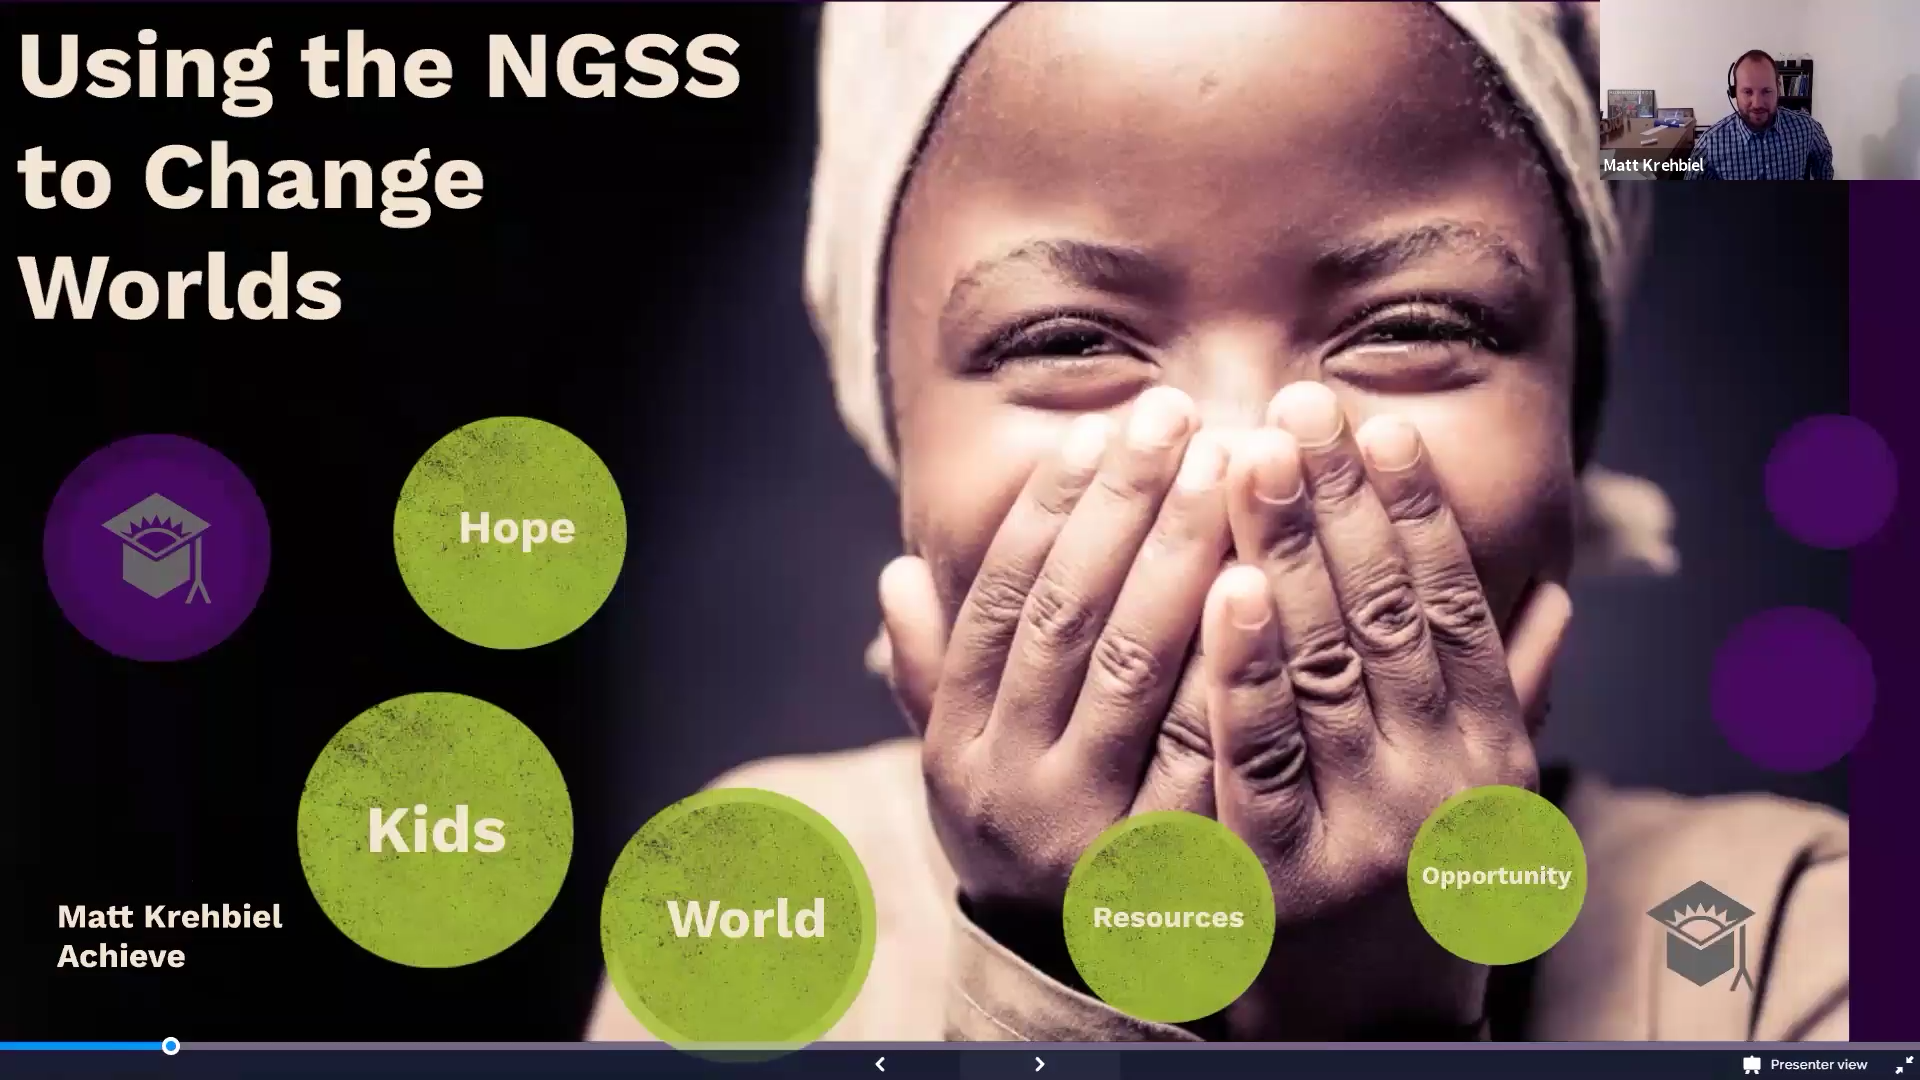 Using the NGSS
to Change
Worlds
Matt Krehbiel
Hope
Kids
World
Resources
Opportunity
Matt Krehbiel
Achieve
Presenter view